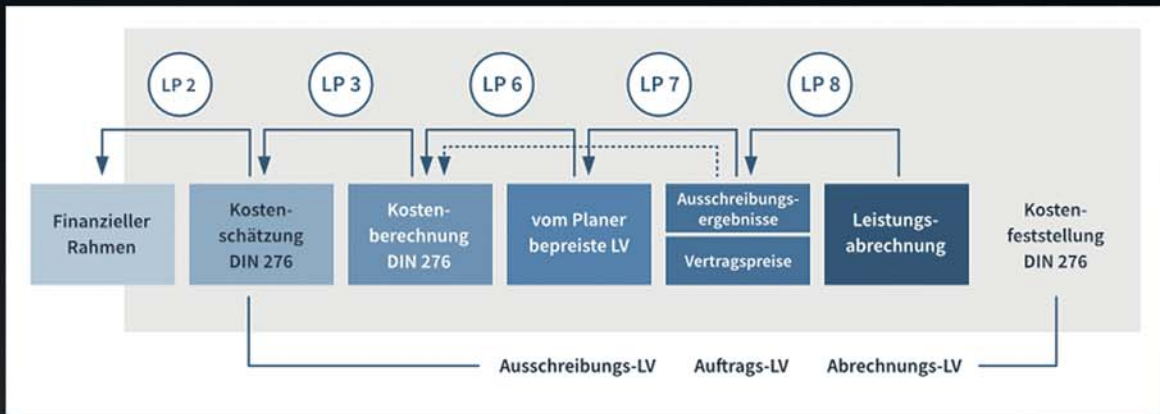 LP 2
LP 3
LP 6
LP 7
LP 8
Finanzieller
Rahmen
Kosten-
schätzung
DIN 276
Kosten-
berechnung
DIN 276
vom Planer
bepreiste LV
Ausschreibungs-
ergebnisse
Vertragspreise
Leistungs-
abrechnung
Kosten-
feststellung
DIN 276
Ausschreibungs-LV
Auftrags-LV
Abrechnungs-LV